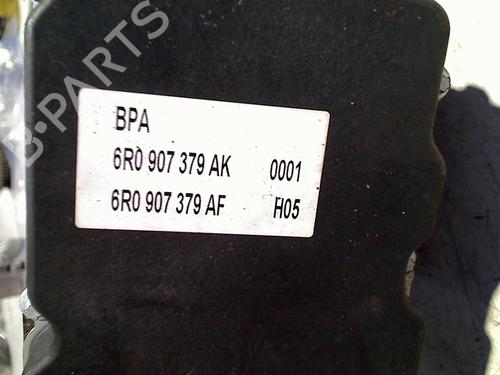 B-PARTS
BPA
6R0 907 379 AK 0001
6R0 907 379 AF H05